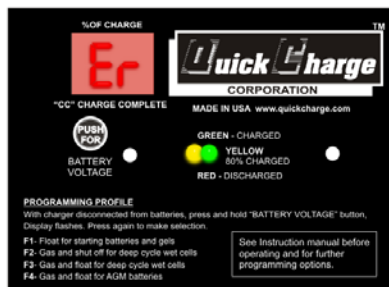 %OF CHARGE
Er
"CC" CHARGE COMPLETE
Quick Charge
TM
CORPORATION
MADE IN USA www.quickcharge.com
PUSH
FOR
BATTERY
VOLTAGE
GREEN - CHARGED
YELLOW
80% CHARGED
RED - DISCHARGED
PROGRAMMING PROFILE
With charger disconnected from batteries, press and hold "BATTERY VOLTAGE" button,
Display flashes. Press again to make selection.
F1- Float for starting batteries and gels
F2- Gas and shut off for deep cycle wet cells
F3- Gas and float for deep cycle wet cells
F4- Gas and float for AGM batteries
See Instruction manual before
operating and for further
programming options.